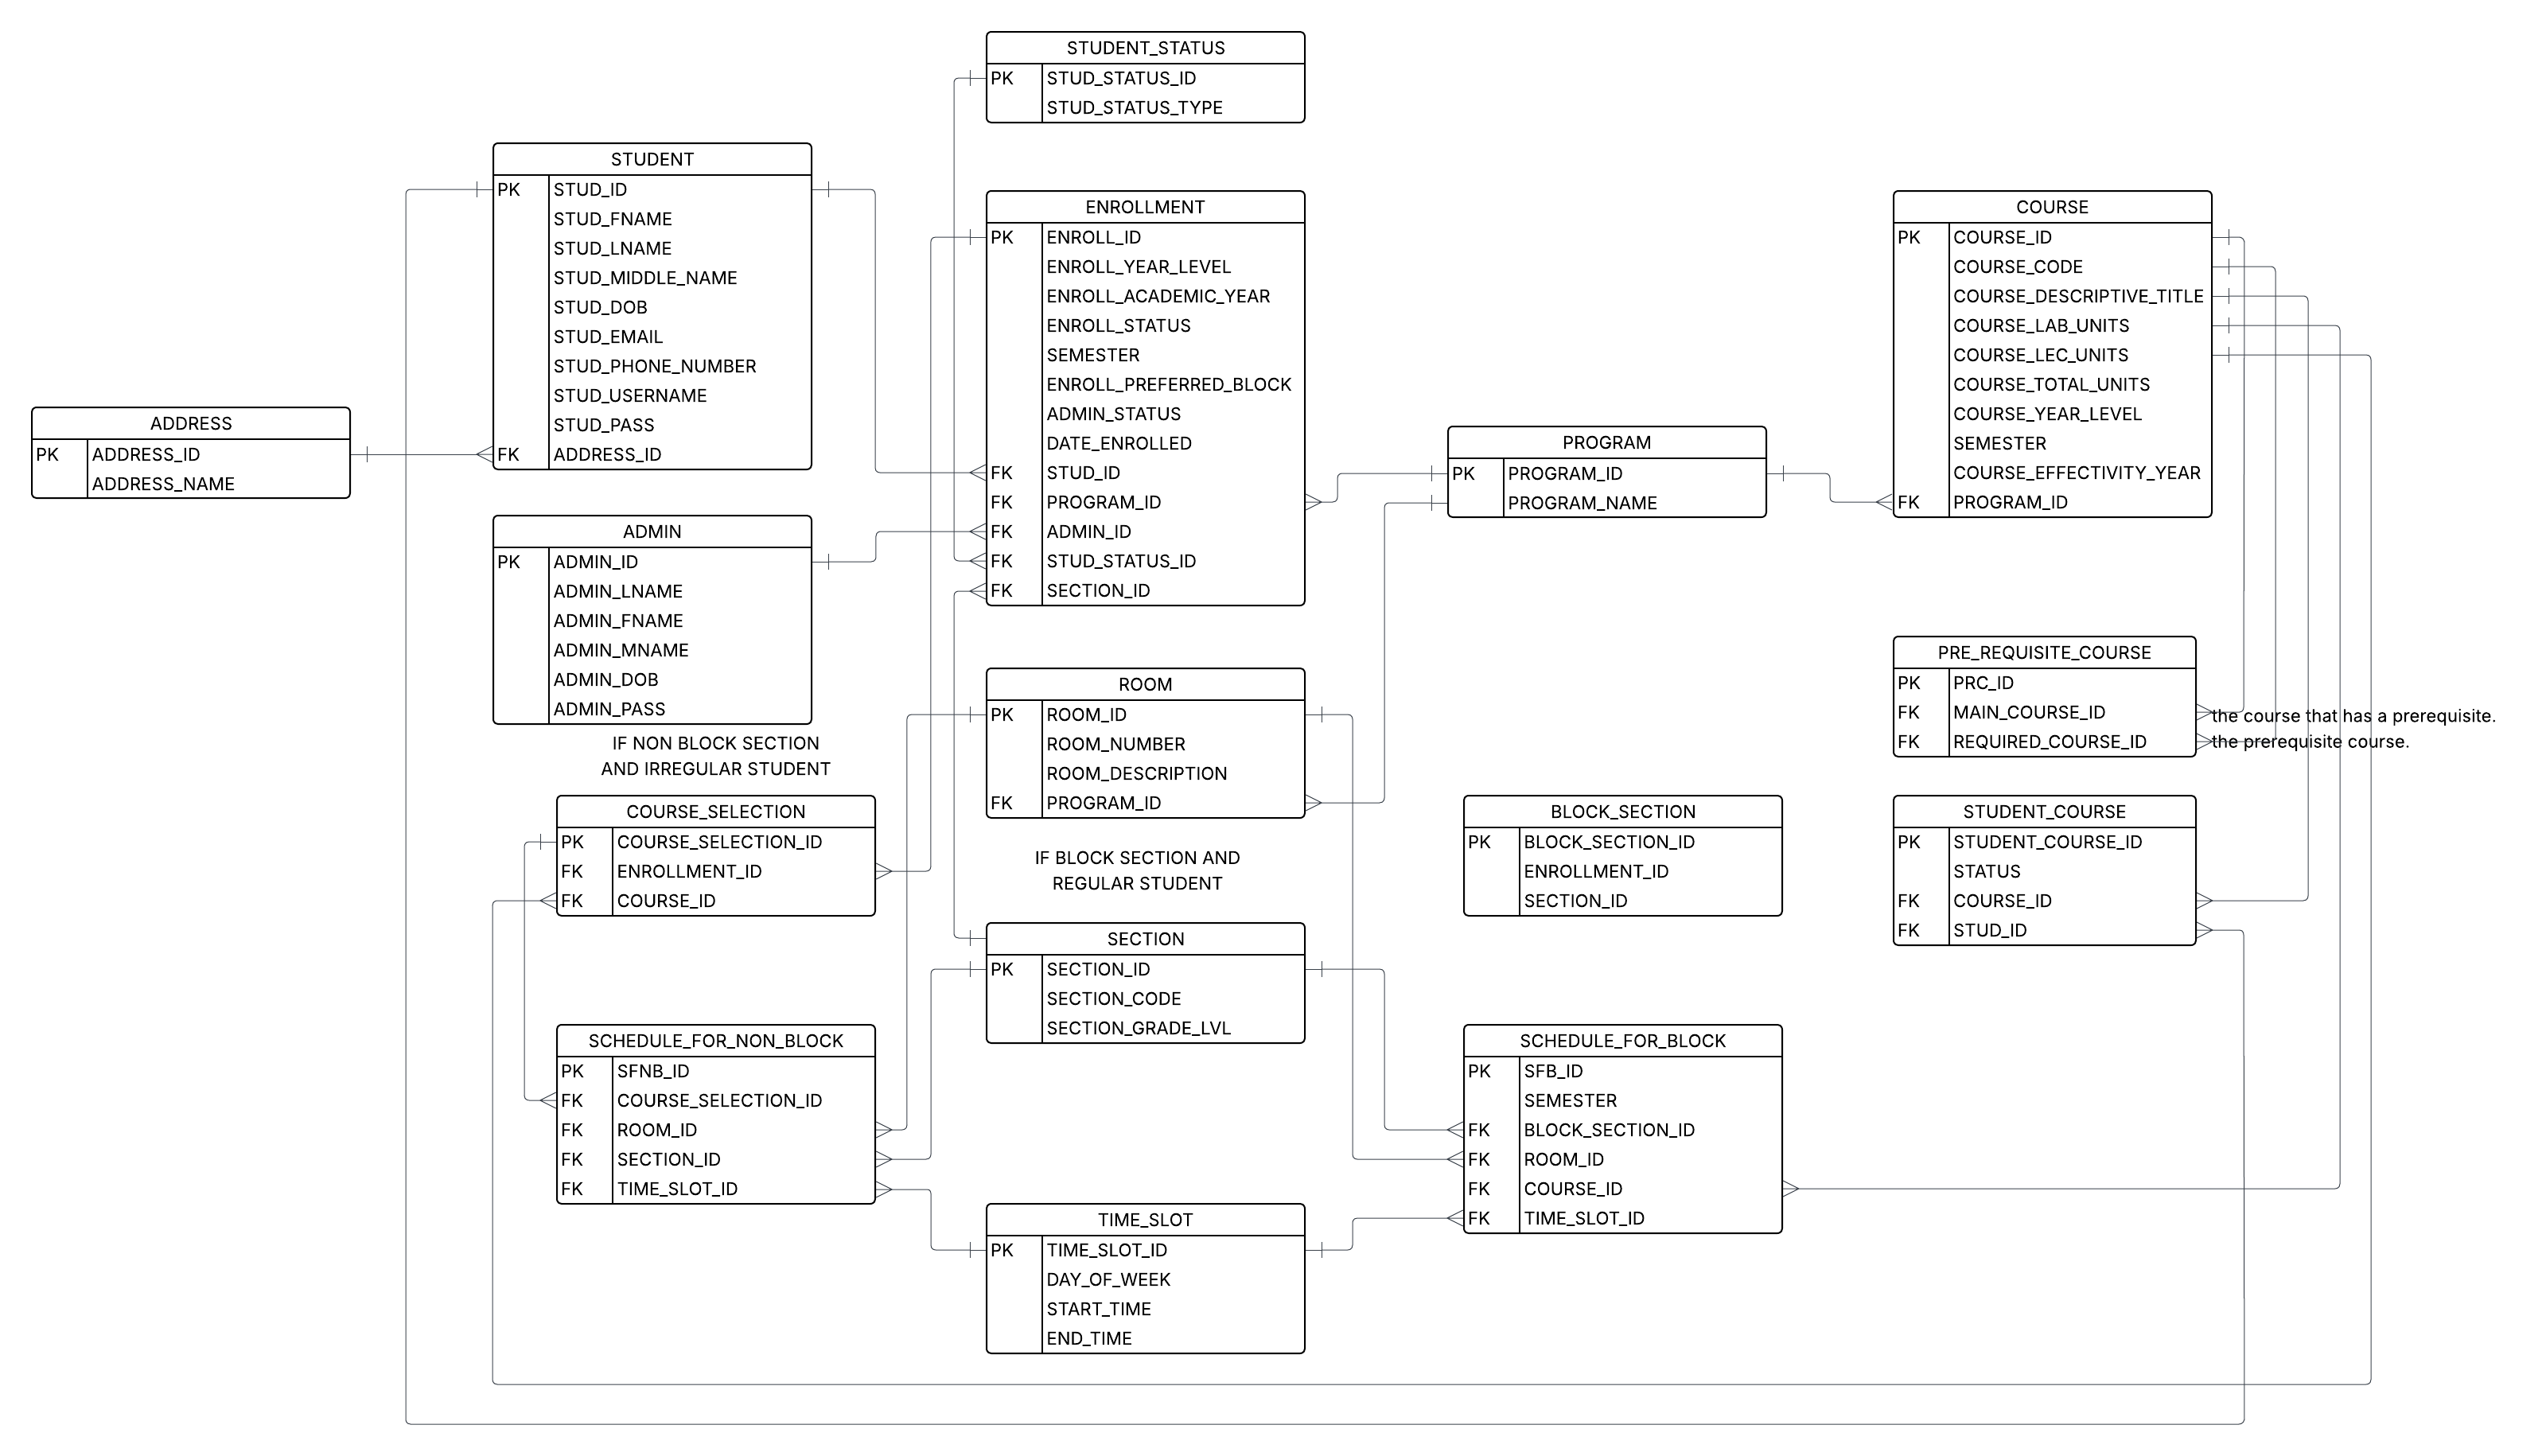 STUDENT_STATUS
PK STUD_STATUS_ID
STUD_STATUS_TYPE
STUDENT
PK STUD_ID
STUD_FNAME
STUD_LNAME
STUD_MIDDLE_NAME
STUD_DOB
STUD_EMAIL
STUD_PHONE_NUMBER
STUD_USERNAME
STUD_PASS
FK ADDRESS_ID
ENROLLMENT
PK ENROLL_ID
ENROLL_YEAR_LEVEL
ENROLL_ACADEMIC_YEAR
ENROLL_STATUS
SEMESTER
ENROLL_PREFERRED_BLOCK
ADMIN_STATUS
DATE_ENROLLED
FK STUD_ID
FK PROGRAM_ID
FK ADMIN_ID
FK STUD_STATUS_ID
FK SECTION_ID
COURSE
PK COURSE_ID
COURSE_CODE
COURSE_DESCRIPTIVE_TITLE
COURSE_LAB_UNITS
COURSE_LEC_UNITS
COURSE_TOTAL_UNITS
COURSE_YEAR_LEVEL
SEMESTER
COURSE_EFFECTIVITY_YEAR
FK PROGRAM_ID
ADDRESS
PK ADDRESS_ID
ADDRESS_NAME
PROGRAM
PK PROGRAM_ID
PROGRAM_NAME
ADMIN
PK ADMIN_ID
ADMIN_LNAME
ADMIN_FNAME
ADMIN_MNAME
ADMIN_DOB
ADMIN_PASS
PRE_REQUISITE_COURSE
PK PRC_ID
FK MAIN_COURSE_ID the course that has a prerequisite.
FK REQUIRED_COURSE_ID the prerequisite course.
ROOM
PK ROOM_ID
ROOM_NUMBER
ROOM_DESCRIPTION
FK PROGRAM_ID
IF NON BLOCK SECTION
AND IRREGULAR STUDENT
COURSE_SELECTION
PK COURSE_SELECTION_ID
FK ENROLLMENT_ID
FK COURSE_ID
IF BLOCK SECTION AND
REGULAR STUDENT
BLOCK_SECTION
PK BLOCK_SECTION_ID
ENROLLMENT_ID
SECTION_ID
STUDENT_COURSE
PK STUDENT_COURSE_ID
STATUS
FK COURSE_ID
FK STUD_ID
SECTION
PK SECTION_ID
SECTION_CODE
SECTION_GRADE_LVL
SCHEDULE_FOR_NON_BLOCK
PK SFNB_ID
FK COURSE_SELECTION_ID
FK ROOM_ID
FK SECTION_ID
FK TIME_SLOT_ID
SCHEDULE_FOR_BLOCK
PK SFB_ID
SEMESTER
FK BLOCK_SECTION_ID
FK ROOM_ID
FK COURSE_ID
FK TIME_SLOT_ID
TIME_SLOT
PK TIME_SLOT_ID
DAY_OF_WEEK
START_TIME
END_TIME